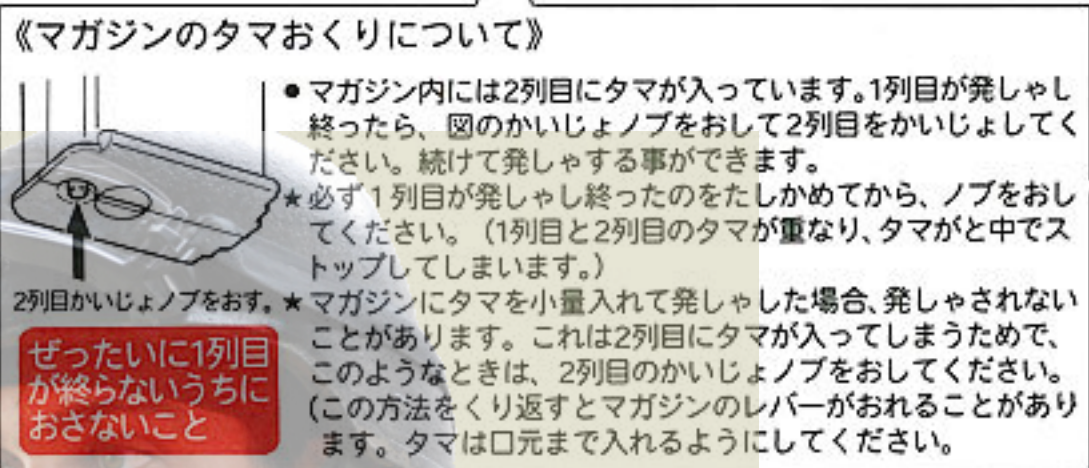 《マガジンのタマおくりについて》
● マガジン内には2列目にタマが入っています。1列目が発しゃし
終ったら、図のかいじょノブをおして2列目をかいじょしてく
ださい。続けて発しゃする事ができます。
★必ず1列目が発しゃし終ったのをたしかめてから、ノブをおし
てください。(1列目と2列目のタマが重なり、タマがと中でス
トップしてしまいます。)
2列目かいじょノブをおす。
★マガジンにタマを小量入れて発しゃした場合、発しゃされない
ことがあります。これは2列目にタマが入ってしまうためで、
このようなときは、2列目のかいじょノブをおしてください。
(この方法をくり返すとマガジンのレバーがおれることがあり
ます。タマは口元まで入れるようにしてください。
ぜったいに1列目
が終らないうちに
おさないこと